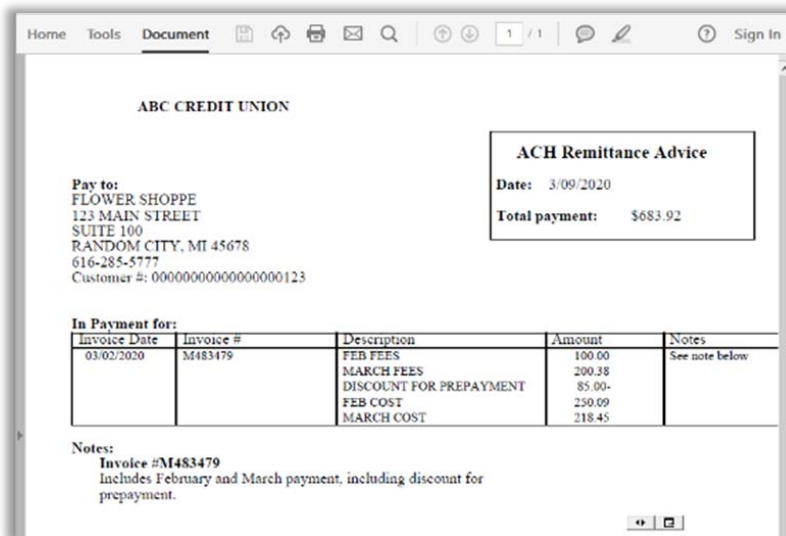 Home Tools Document 1 / 1 Sign In
ABC CREDIT UNION
ACH Remittance Advice
Date: 3/09/2020
Total payment: $683.92
Pay to:
FLOWER SHOPPE
123 MAIN STREET
SUITE 100
RANDOM CITY, MI 45678
616-285-5777
Customer #: 00000000000000000123
In Payment for:
Invoice Date Invoice # Description Amount Notes
03/02/2020 M483479 FEB FEES 100.00 See note below
MARCH FEES 200.38
DISCOUNT FOR PREPAYMENT 85.00-
FEB COST 250.09
MARCH COST 218.45
Notes:
Invoice #M483479
Includes February and March payment, including discount for
prepayment.